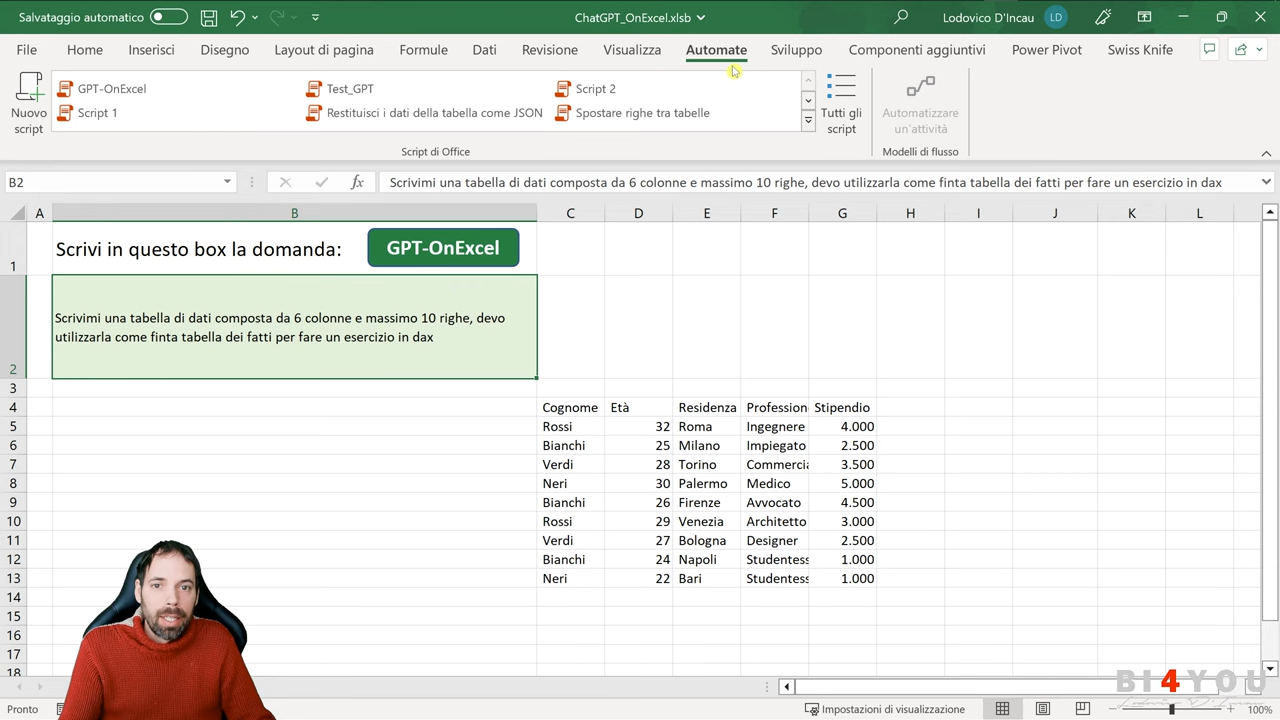 Salvataggio automatico
ChatGPT_OnExcel.xlsb
Lodovico D'Incau
LD
File
Home
Inserisci
Disegno
Layout di pagina
Formule
Dati
Revisione
Visualizza
Automate
Sviluppo
Componenti aggiuntivi
Power Pivot
Swiss Knife
Nuovo
script
GPT-OnExcel
Test_GPT
Script 2
Script 1
Restituisci i dati della tabella come JSON
Spostare righe tra tabelle
Tutti gli
script
Automatizzare
un'attività
Script di Office
Modelli di flusso
B2
fx
Scrivimi una tabella di dati composta da 6 colonne e massimo 10 righe, devo utilizzarla come finta tabella dei fatti per fare un esercizio in dax
A B C D E F G H I J K L
1 Scrivi in questo box la domanda: GPT-OnExcel
Scrivimi una tabella di dati composta da 6 colonne e massimo 10 righe, devo
utilizzarla come finta tabella dei fatti per fare un esercizio in dax
2
3
4 Cognome Età Residenza Profession Stipendio
5 Rossi 32 Roma Ingegnere 4.000
6 Bianchi 25 Milano Impiegato 2.500
7 Verdi 28 Torino Commercia 3.500
8 Neri 30 Palermo Medico 5.000
9 Bianchi 26 Firenze Avvocato 4.500
10 Rossi 29 Venezia Architetto 3.000
11 Verdi 27 Bologna Designer 2.500
12 Bianchi 24 Napoli Studentess 1.000
13 Neri 22 Bari Studentess 1.000
14
15
16
17
18
BI4YOU
Pronto
Impostazioni di visualizzazione
100%